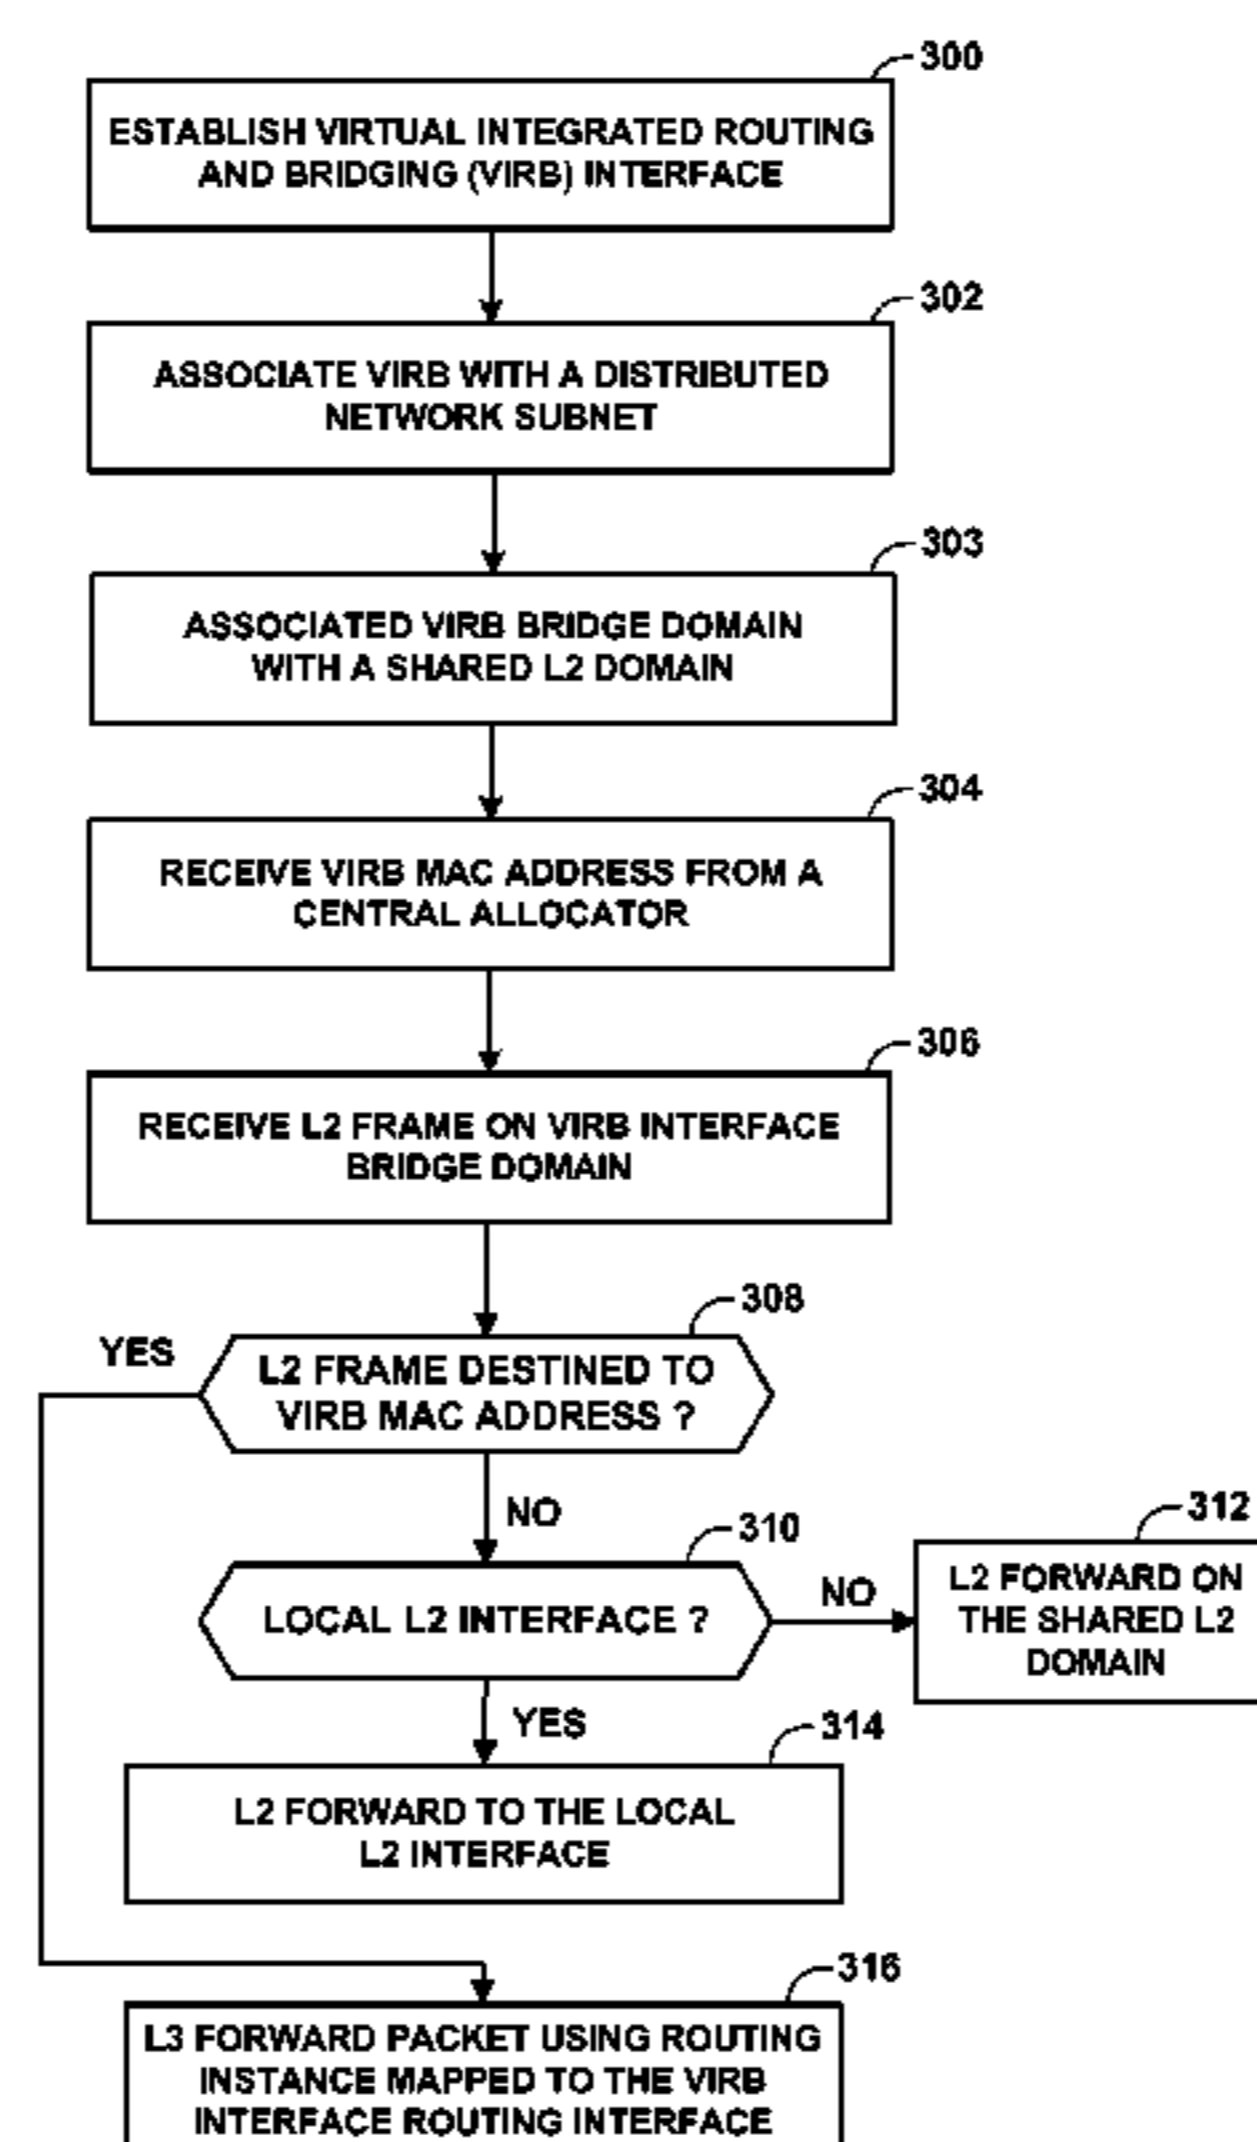 300
ESTABLISH VIRTUAL INTEGRATED ROUTING
AND BRIDGING (VIRB) INTERFACE
302
ASSOCIATE VIRB WITH A DISTRIBUTED
NETWORK SUBNET
303
ASSOCIATED VIRB BRIDGE DOMAIN
WITH A SHARED L2 DOMAIN
304
RECEIVE VIRB MAC ADDRESS FROM A
CENTRAL ALLOCATOR
306
RECEIVE L2 FRAME ON VIRB INTERFACE
BRIDGE DOMAIN
308
YES
L2 FRAME DESTINED TO
VIRB MAC ADDRESS ?
NO
310
LOCAL L2 INTERFACE ?
NO
312
L2 FORWARD ON
THE SHARED L2
DOMAIN
YES
314
L2 FORWARD TO THE LOCAL
L2 INTERFACE
316
L3 FORWARD PACKET USING ROUTING
INSTANCE MAPPED TO THE VIRB
INTERFACE ROUTING INTERFACE